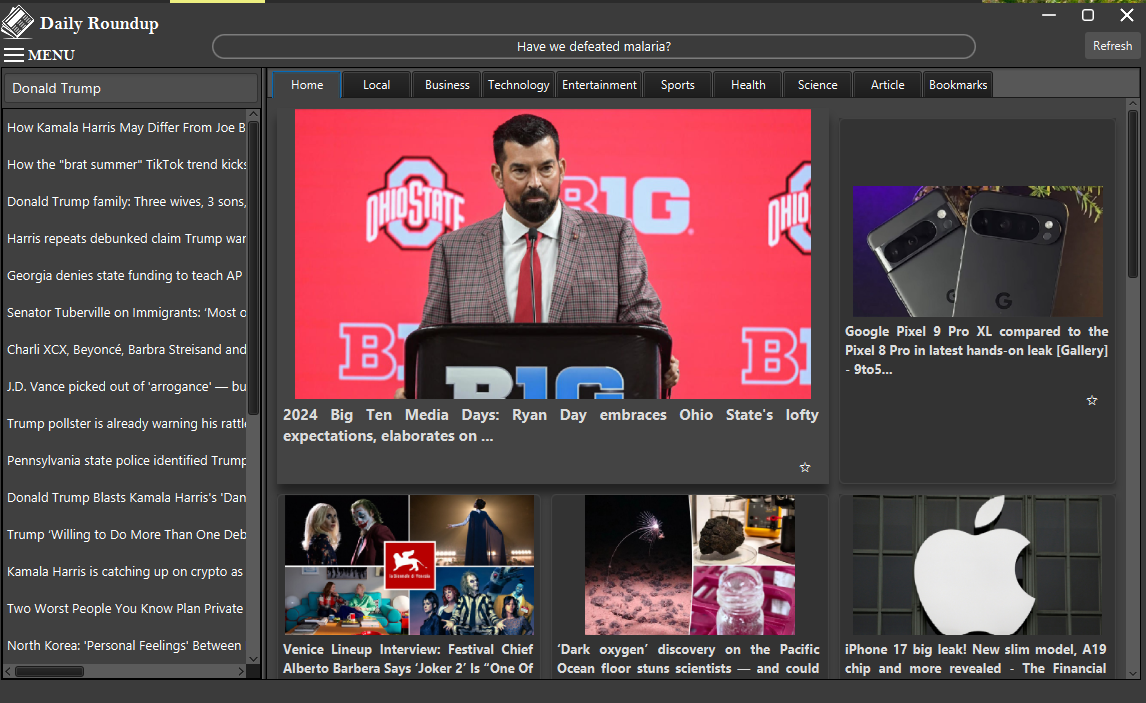 Daily Roundup
MENU
Have we defeated malaria?
Refresh
Donald Trump
Home
Local
Business
Technology
Entertainment
Sports
Health
Science
Article
Bookmarks
How Kamala Harris May Differ From Joe B
How the "brat summer" TikTok trend kicks
Donald Trump family: Three wives, 3 sons,
Harris repeats debunked claim Trump war
Georgia denies state funding to teach AP
Senator Tuberville on Immigrants: ‘Most o
Charli XCX, Beyoncé, Barbra Streisand and
J.D. Vance picked out of 'arrogance' — bu
Trump pollster is already warning his rattl
Pennsylvania state police identified Trump
Donald Trump Blasts Kamala Harris's 'Dan
Trump ‘Willing to Do More Than One Deb
Kamala Harris is catching up on crypto as
Two Worst People You Know Plan Private
North Korea: 'Personal Feelings' Between
OHIO STATE
B1G
OHIO
B1G
B
B1G
2024 Big Ten Media Days: Ryan Day embraces Ohio State's lofty
expectations, elaborates on ...
G
G
Google Pixel 9 Pro XL compared to the
Pixel 8 Pro in latest hands-on leak [Gallery]
- 9to5...
la Biennale di Venezia
Venice Lineup Interview: Festival Chief
Alberto Barbera Says ‘Joker 2’ Is “One Of
‘Dark oxygen’ discovery on the Pacific
Ocean floor stuns scientists — and could
iPhone 17 big leak! New slim model, A19
chip and more revealed - The Financial